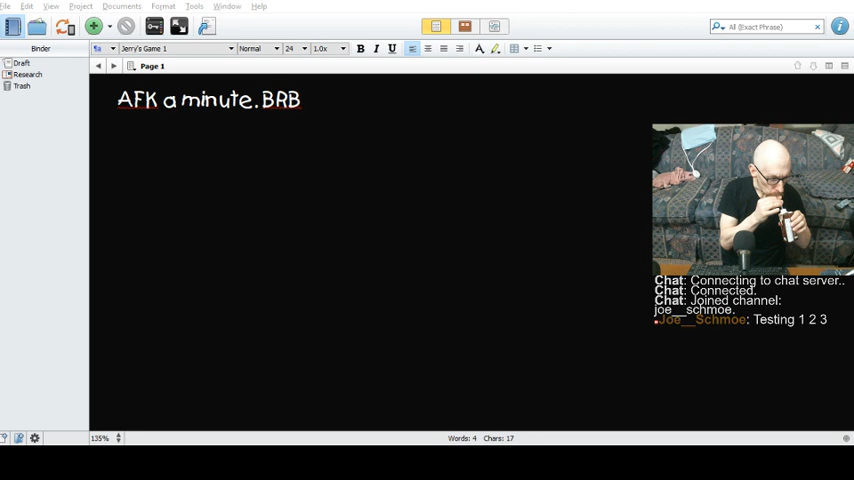 File Edit View Project Documents Format Tools Window Help
All (Exact Phrase)
Binder
Jerry's Game 1 Normal 24 1.0x B I U
Page 1
Draft
Research
Trash
AFK a minute. BRB
Chat: Connecting to chat server..
Chat: Connected.
Chat: Joined channel:
joe__schmoe.
Joe__Schmoe: Testing 1 2 3
135%
Words: 4 Chars: 17